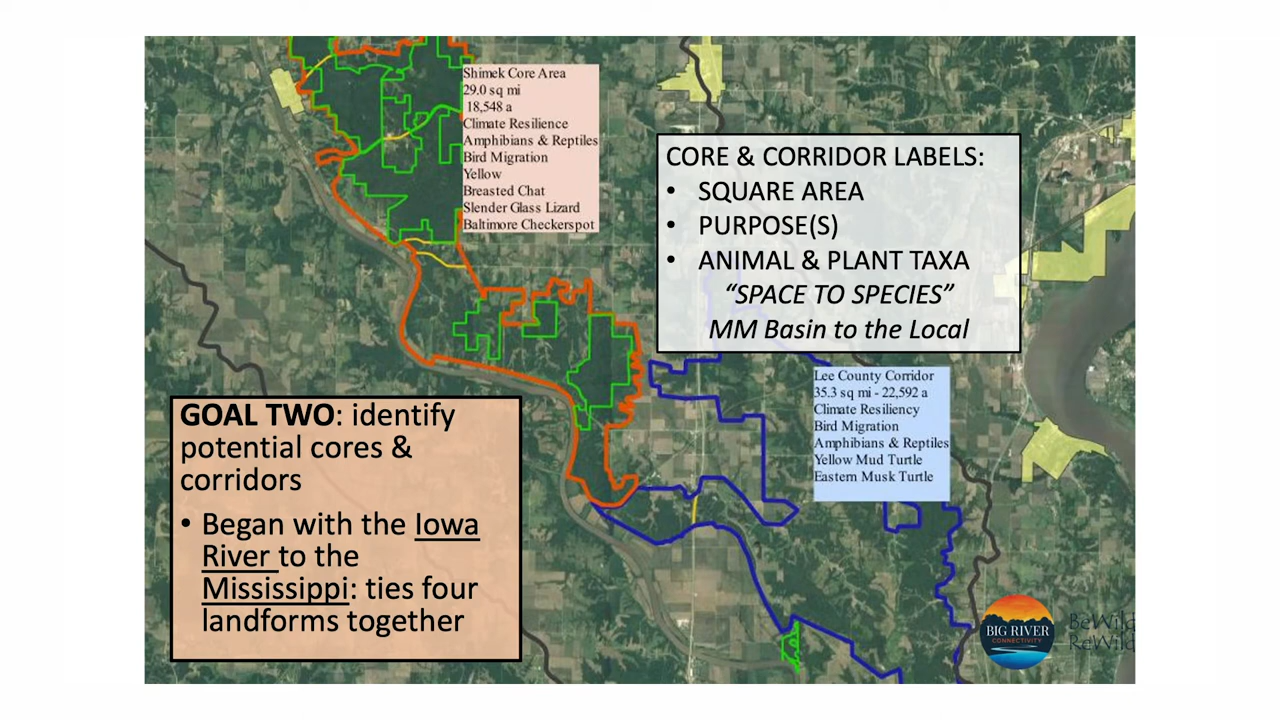 Shimek Core Area
29.0 sq mi
18,548 a
Climate Resilience
Amphibians & Reptiles
Bird Migration
Yellow
Breasted Chat
Slender Glass Lizard
Baltimore Checkerspot
CORE & CORRIDOR LABELS:
• SQUARE AREA
• PURPOSE(S)
• ANIMAL & PLANT TAXA
“SPACE TO SPECIES”
MM Basin to the Local
Lee County Corridor
35.3 sq mi - 22,592 a
Climate Resiliency
Bird Migration
Amphibians & Reptiles
Yellow Mud Turtle
Eastern Musk Turtle
GOAL TWO: identify
potential cores &
corridors
• Began with the Iowa
River to the
Mississippi: ties four
landforms together
BIG RIVER
CONNECTIVITY
BeWild
ReWild